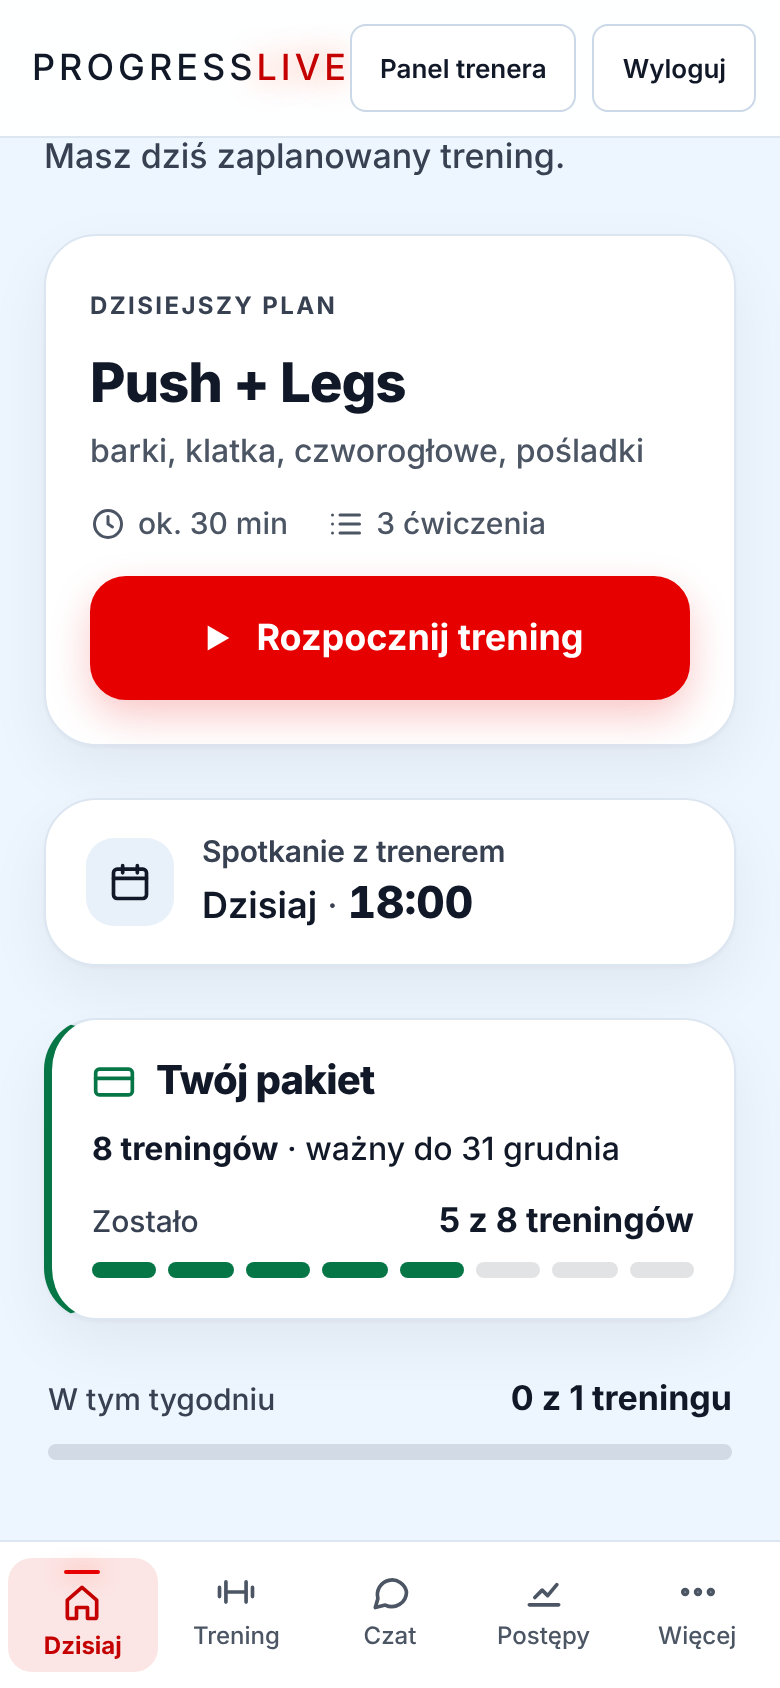 PROGRESSLIVE
Panel trenera
Wyloguj
Masz dziś zaplanowany trening.
DZISIEJSZY PLAN
Push + Legs
barki, klatka, czworogłowe, pośladki
ok. 30 min
3 ćwiczenia
Rozpocznij trening
Spotkanie z trenerem
Dzisiaj · 18:00
Twój pakiet
8 treningów · ważny do 31 grudnia
Zostało
5 z 8 treningów
W tym tygodniu
0 z 1 treningu
Dzisiaj
Trening
Czat
Postępy
Więcej